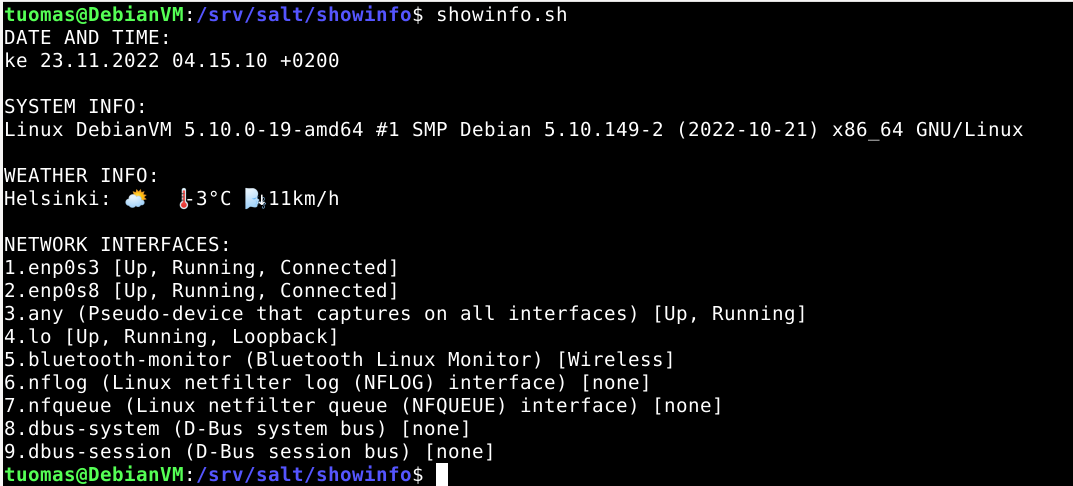 tuomas@DebianVM:/srv/salt/showinfo$ showinfo.sh
DATE AND TIME:
ke 23.11.2022 04.15.10 +0200
SYSTEM INFO:
Linux DebianVM 5.10.0-19-amd64 #1 SMP Debian 5.10.149-2 (2022-10-21) x86_64 GNU/Linux
WEATHER INFO:
Helsinki: 🌤 🌡-3°C 🌬↓11km/h
NETWORK INTERFACES:
1.enp0s3 [Up, Running, Connected]
2.enp0s8 [Up, Running, Connected]
3.any (Pseudo-device that captures on all interfaces) [Up, Running]
4.lo [Up, Running, Loopback]
5.bluetooth-monitor (Bluetooth Linux Monitor) [Wireless]
6.nflog (Linux netfilter log (NFLOG) interface) [none]
7.nfqueue (Linux netfilter queue (NFQUEUE) interface) [none]
8.dbus-system (D-Bus system bus) [none]
9.dbus-session (D-Bus session bus) [none]
tuomas@DebianVM:/srv/salt/showinfo$